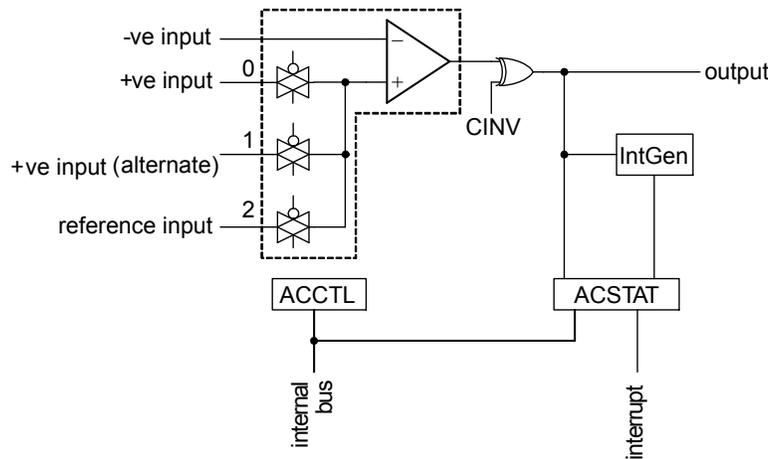 -ve input
−
+ve input
0
+
output
CINV
+ve input (alternate)
1
IntGen
reference input
2
ACCTL
ACSTAT
internal
bus
interrupt